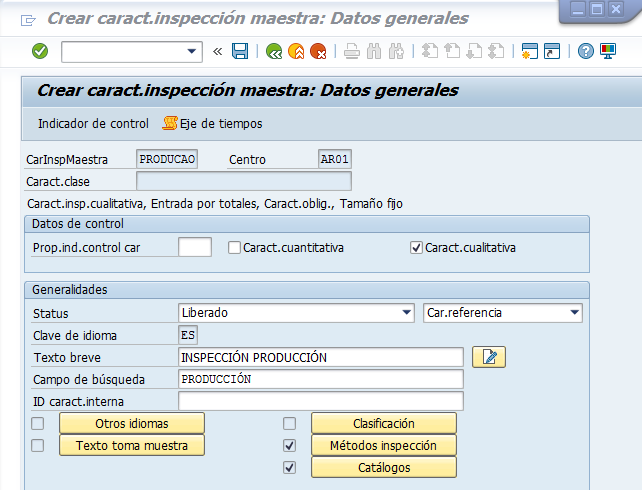 Crear caract.inspección maestra: Datos generales
«
Crear caract.inspección maestra: Datos generales
Indicador de control Eje de tiempos
CarInspMaestra PRODUCAO Centro AR01
Caract.clase
Caract.insp.cualitativa, Entrada por totales, Caract.oblig., Tamaño fijo
Datos de control
Prop.ind.control car Caract.cuantitativa Caract.cualitativa
Generalidades
Status Liberado Car.referencia
Clave de idioma ES
Texto breve INSPECCIÓN PRODUCCIÓN
Campo de búsqueda PRODUCCIÓN
ID caract.interna
Otros idiomas Clasificación
Texto toma muestra Métodos inspección
Catálogos